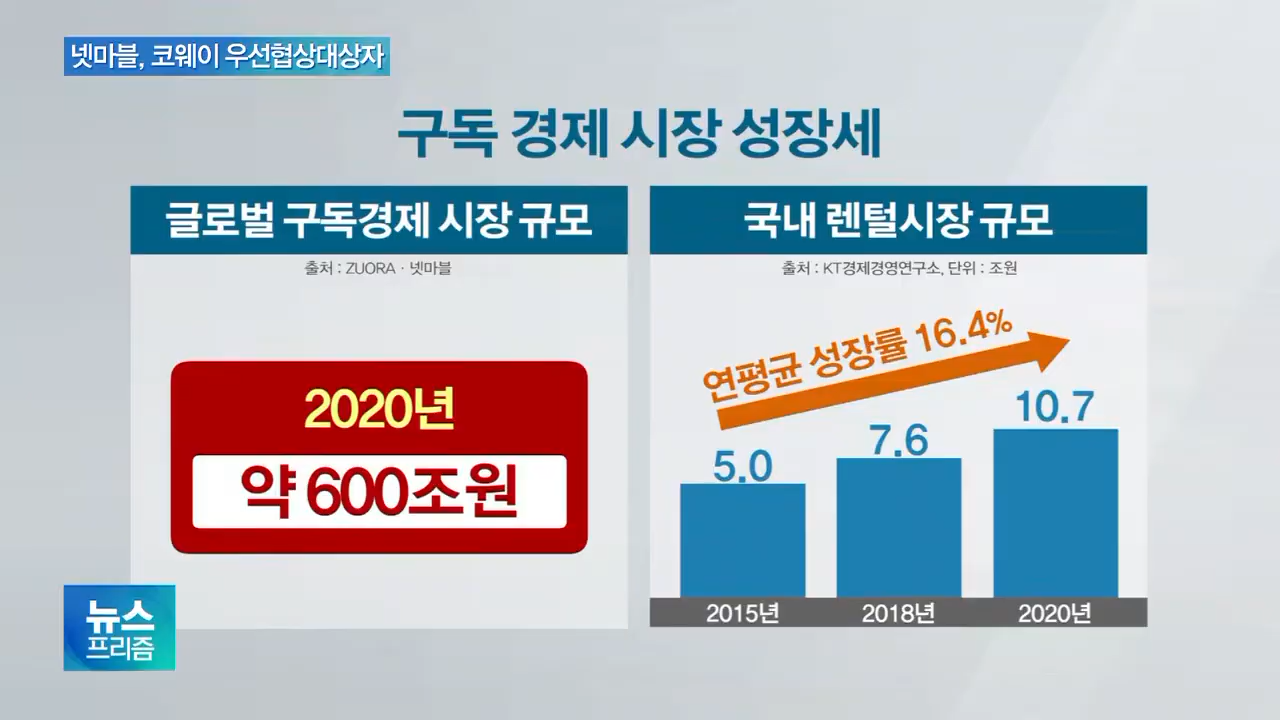 넷마블, 코웨이 우선협상대상자
구독 경제 시장 성장세
글로벌 구독경제 시장 규모
출처 : ZUORA · 넷마블
2020년
약 600조원
국내 렌털시장 규모
출처 : KT경제경영연구소, 단위 : 조원
연평균 성장률 16.4%
5.0
7.6
10.7
2015년
2018년
2020년
뉴스
프리즘